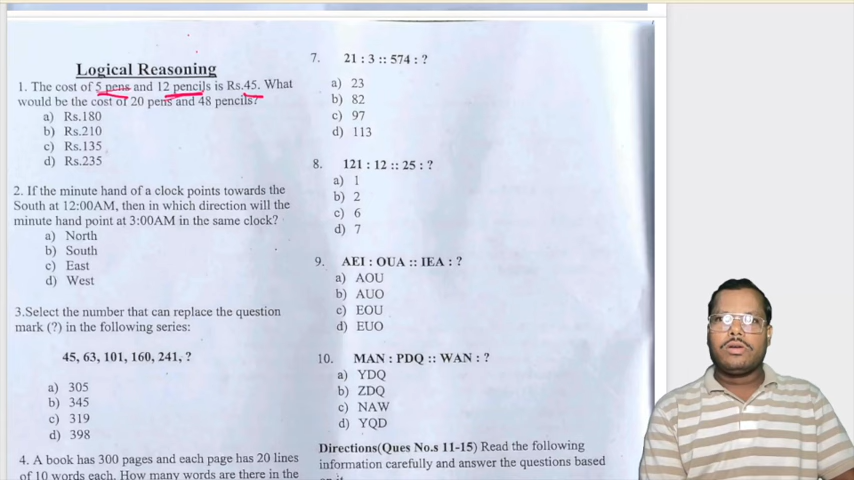 Logical Reasoning
1. The cost of 5 pens and 12 pencils is Rs.45. What
would be the cost of 20 pens and 48 pencils?
a) Rs.180
b) Rs.210
c) Rs.135
d) Rs.235
2. If the minute hand of a clock points towards the
South at 12:00AM, then in which direction will the
minute hand point at 3:00AM in the same clock?
a) North
b) South
c) East
d) West
3.Select the number that can replace the question
mark (?) in the following series:
45, 63, 101, 160, 241, ?
a) 305
b) 345
c) 319
d) 398
4. A book has 300 pages and each page has 20 lines
of 10 words each. How many words are there in the
7. 21 : 3 :: 574 : ?
a) 23
b) 82
c) 97
d) 113
8. 121 : 12 :: 25 : ?
a) 1
b) 2
c) 6
d) 7
9. AEI : OUA :: IEA : ?
a) AOU
b) AUO
c) EOU
d) EUO
10. MAN : PDQ :: WAN : ?
a) YDQ
b) ZDQ
c) NAW
d) YQD
Directions(Ques No.s 11-15) Read the following
information carefully and answer the questions based